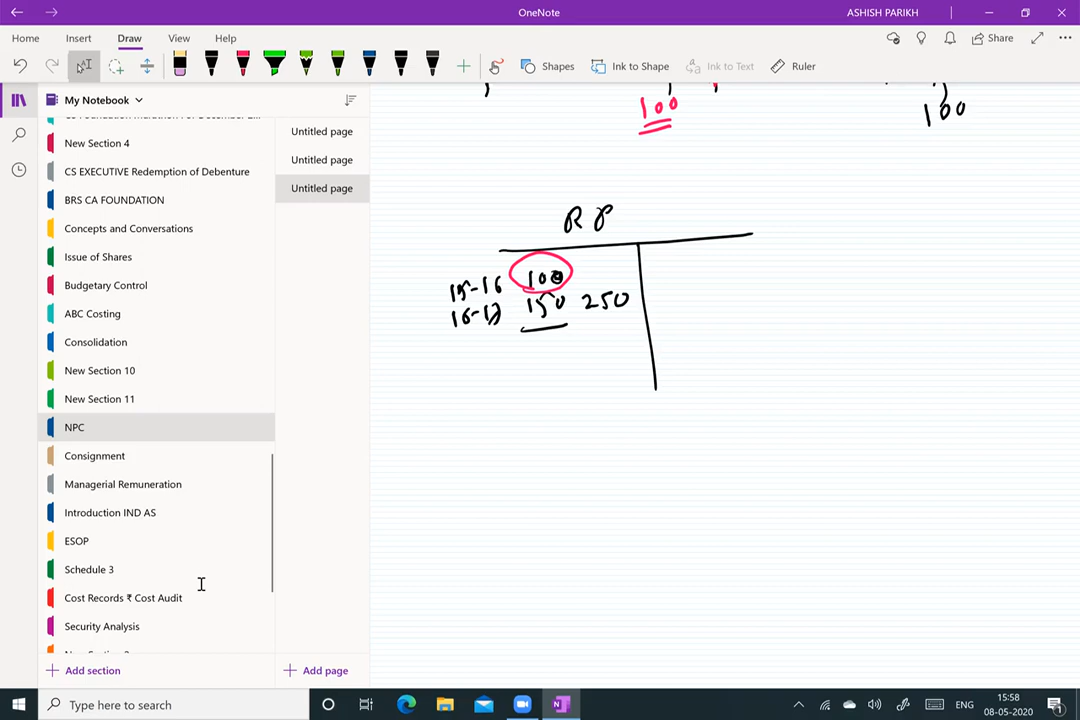 OneNote
ASHISH PARIKH
Home Insert Draw View Help
Share
Shapes Ink to Shape Ink to Text Ruler
My Notebook
New Section 4
CS EXECUTIVE Redemption of Debenture
BRS CA FOUNDATION
Concepts and Conversations
Issue of Shares
Budgetary Control
ABC Costing
Consolidation
New Section 10
New Section 11
NPC
Consignment
Managerial Remuneration
Introduction IND AS
ESOP
Schedule 3
Cost Records ₹ Cost Audit
Security Analysis
Add section
Untitled page
Untitled page
Untitled page
Add page
100
100
15-16 100
16-17 150 250
Type here to search
ENG
15:58
08-05-2020
1